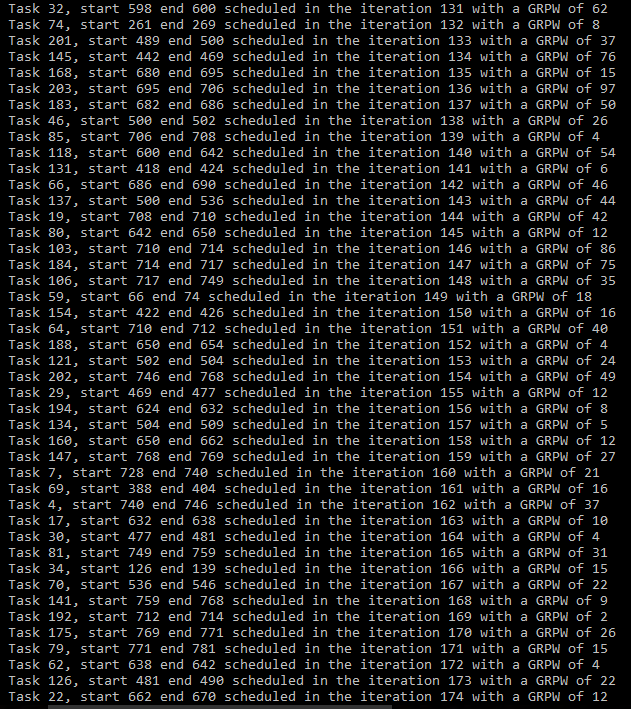 Task 32, start 598 end 600 scheduled in the iteration 131 with a GRPW of 62
Task 74, start 261 end 269 scheduled in the iteration 132 with a GRPW of 8
Task 201, start 489 end 500 scheduled in the iteration 133 with a GRPW of 37
Task 145, start 442 end 469 scheduled in the iteration 134 with a GRPW of 76
Task 168, start 680 end 695 scheduled in the iteration 135 with a GRPW of 15
Task 203, start 695 end 706 scheduled in the iteration 136 with a GRPW of 97
Task 183, start 682 end 686 scheduled in the iteration 137 with a GRPW of 50
Task 46, start 500 end 502 scheduled in the iteration 138 with a GRPW of 26
Task 85, start 706 end 708 scheduled in the iteration 139 with a GRPW of 4
Task 118, start 600 end 642 scheduled in the iteration 140 with a GRPW of 54
Task 131, start 418 end 424 scheduled in the iteration 141 with a GRPW of 6
Task 66, start 686 end 690 scheduled in the iteration 142 with a GRPW of 46
Task 137, start 500 end 536 scheduled in the iteration 143 with a GRPW of 44
Task 19, start 708 end 710 scheduled in the iteration 144 with a GRPW of 42
Task 80, start 642 end 650 scheduled in the iteration 145 with a GRPW of 12
Task 103, start 710 end 714 scheduled in the iteration 146 with a GRPW of 86
Task 184, start 714 end 717 scheduled in the iteration 147 with a GRPW of 75
Task 106, start 717 end 749 scheduled in the iteration 148 with a GRPW of 35
Task 59, start 66 end 74 scheduled in the iteration 149 with a GRPW of 18
Task 154, start 422 end 426 scheduled in the iteration 150 with a GRPW of 16
Task 64, start 710 end 712 scheduled in the iteration 151 with a GRPW of 40
Task 188, start 650 end 654 scheduled in the iteration 152 with a GRPW of 4
Task 121, start 502 end 504 scheduled in the iteration 153 with a GRPW of 24
Task 202, start 746 end 768 scheduled in the iteration 154 with a GRPW of 49
Task 29, start 469 end 477 scheduled in the iteration 155 with a GRPW of 12
Task 194, start 624 end 632 scheduled in the iteration 156 with a GRPW of 8
Task 134, start 504 end 509 scheduled in the iteration 157 with a GRPW of 5
Task 160, start 650 end 662 scheduled in the iteration 158 with a GRPW of 12
Task 147, start 768 end 769 scheduled in the iteration 159 with a GRPW of 27
Task 7, start 728 end 740 scheduled in the iteration 160 with a GRPW of 21
Task 69, start 388 end 404 scheduled in the iteration 161 with a GRPW of 16
Task 4, start 740 end 746 scheduled in the iteration 162 with a GRPW of 37
Task 17, start 632 end 638 scheduled in the iteration 163 with a GRPW of 10
Task 30, start 477 end 481 scheduled in the iteration 164 with a GRPW of 4
Task 81, start 749 end 759 scheduled in the iteration 165 with a GRPW of 31
Task 34, start 126 end 139 scheduled in the iteration 166 with a GRPW of 15
Task 70, start 536 end 546 scheduled in the iteration 167 with a GRPW of 22
Task 141, start 759 end 768 scheduled in the iteration 168 with a GRPW of 9
Task 192, start 712 end 714 scheduled in the iteration 169 with a GRPW of 2
Task 175, start 769 end 771 scheduled in the iteration 170 with a GRPW of 26
Task 79, start 771 end 781 scheduled in the iteration 171 with a GRPW of 15
Task 62, start 638 end 642 scheduled in the iteration 172 with a GRPW of 4
Task 126, start 481 end 490 scheduled in the iteration 173 with a GRPW of 22
Task 22, start 662 end 670 scheduled in the iteration 174 with a GRPW of 12